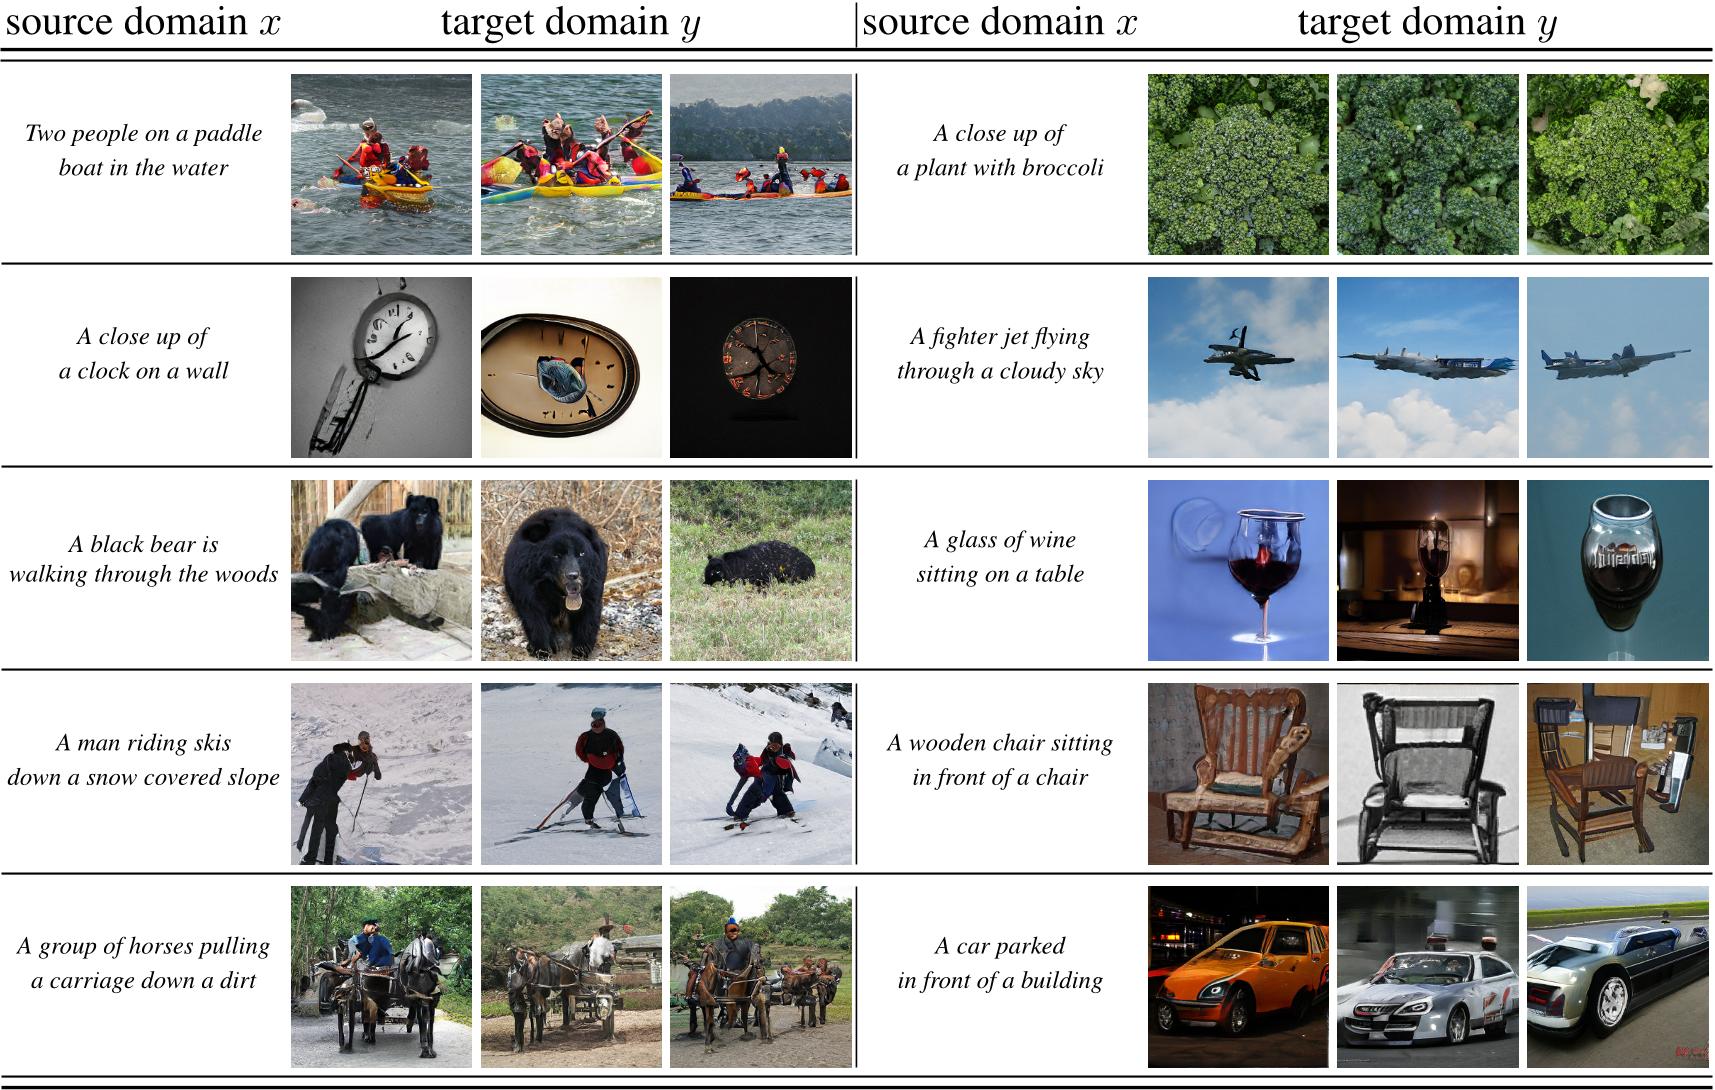 source domain x target domain y source domain x target domain y
Two people on a paddle
boat in the water
A close up of
a plant with broccoli
A close up of
a clock on a wall
A fighter jet flying
through a cloudy sky
A black bear is
walking through the woods
A glass of wine
sitting on a table
A man riding skis
down a snow covered slope
A wooden chair sitting
in front of a chair
A group of horses pulling
a carriage down a dirt
A car parked
in front of a building